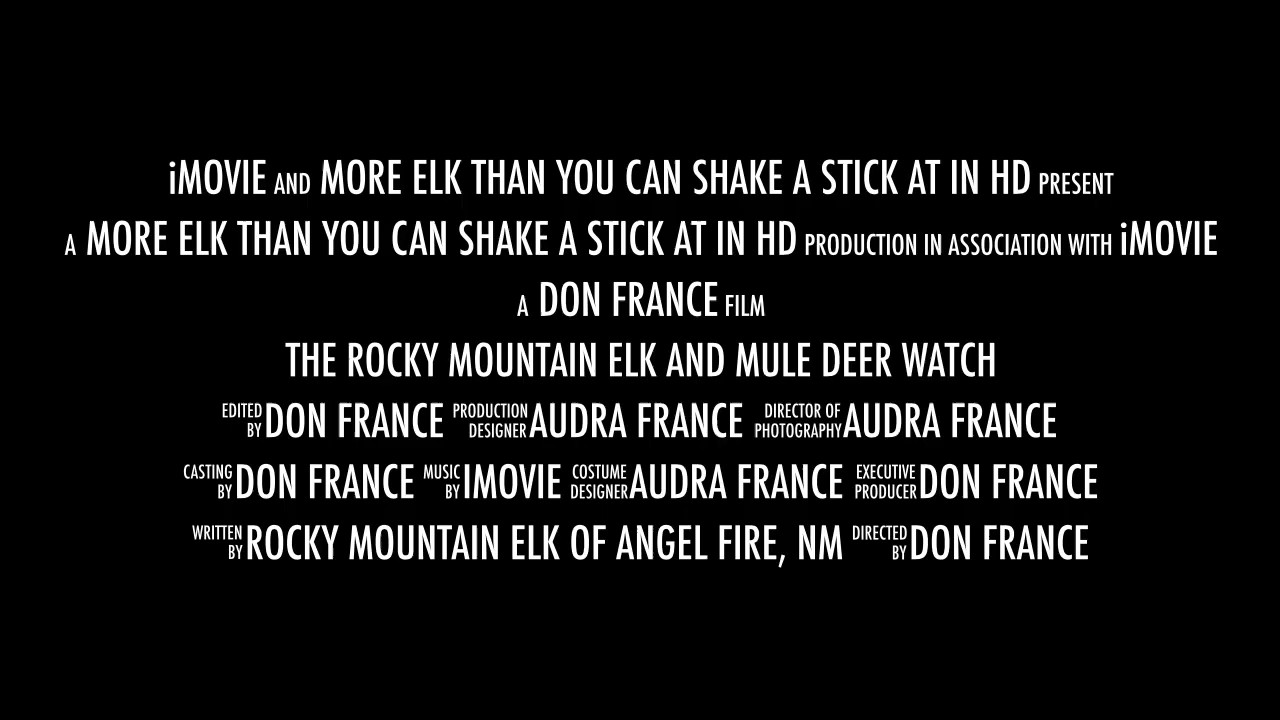 iMOVIE AND MORE ELK THAN YOU CAN SHAKE A STICK AT IN HD PRESENT
A MORE ELK THAN YOU CAN SHAKE A STICK AT IN HD PRODUCTION IN ASSOCIATION WITH iMOVIE
A DON FRANCE FILM
THE ROCKY MOUNTAIN ELK AND MULE DEER WATCH
EDITED BY DON FRANCE PRODUCTION DESIGNER AUDRA FRANCE DIRECTOR OF PHOTOGRAPHY AUDRA FRANCE
CASTING BY DON FRANCE MUSIC BY IMOVIE COSTUME DESIGNER AUDRA FRANCE EXECUTIVE PRODUCER DON FRANCE
WRITTEN BY ROCKY MOUNTAIN ELK OF ANGEL FIRE, NM DIRECTED BY DON FRANCE